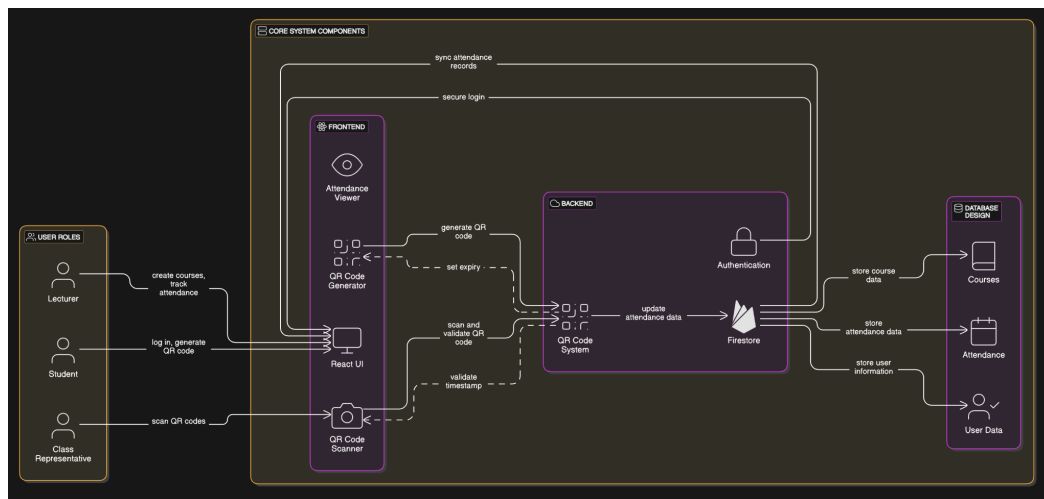 CORE SYSTEM COMPONENTS
sync attendance
records
secure login
FRONTEND
Attendance
Viewer
QR Code
Generator
React UI
QR Code
Scanner
USER ROLES
Lecturer
Student
Class
Representative
create courses,
track
attendance
log in, generate
QR code
scan QR codes
generate QR
code
set expiry
scan and
validate QR
code
validate
timestamp
BACKEND
Authentication
QR Code
System
update
attendance data
Firestore
store course
data
store
attendance data
store user
information
DATABASE
DESIGN
Courses
Attendance
User Data